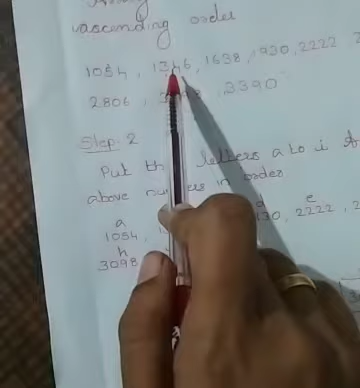 ascending order
1054, 1346, 1638, 1930, 2222
2806, , 3390
Step-2
Put the letters a to i
above numbers in order
a e
1054, 2222, 2
h
3098